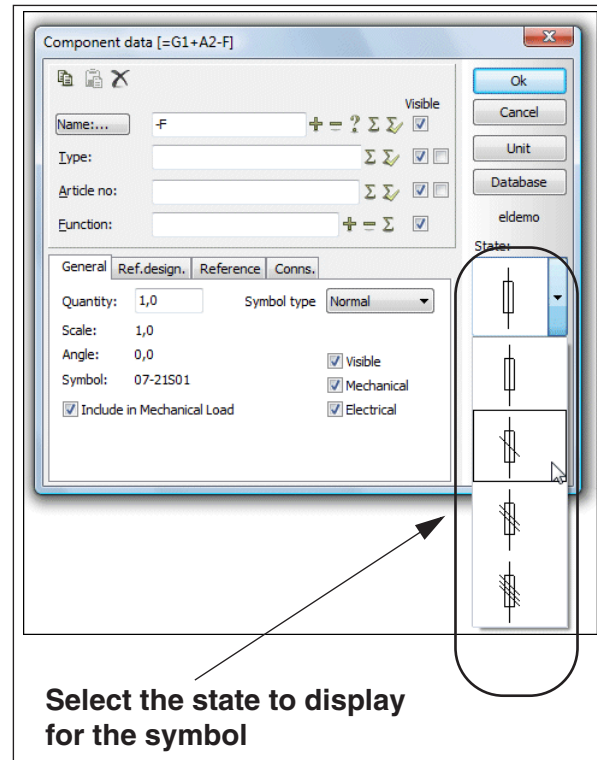 Component data [=G1+A2-F]
Ok
Cancel
Unit
Database
eldemo
State:
Visible
Name:...
-F
Type:
Article no:
Function:
General Ref.design. Reference Conns.
Quantity: 1,0 Symbol type Normal
Scale: 1,0
Angle: 0,0
Symbol: 07-21S01
Visible
Mechanical
Include in Mechanical Load
Electrical
Select the state to display
for the symbol